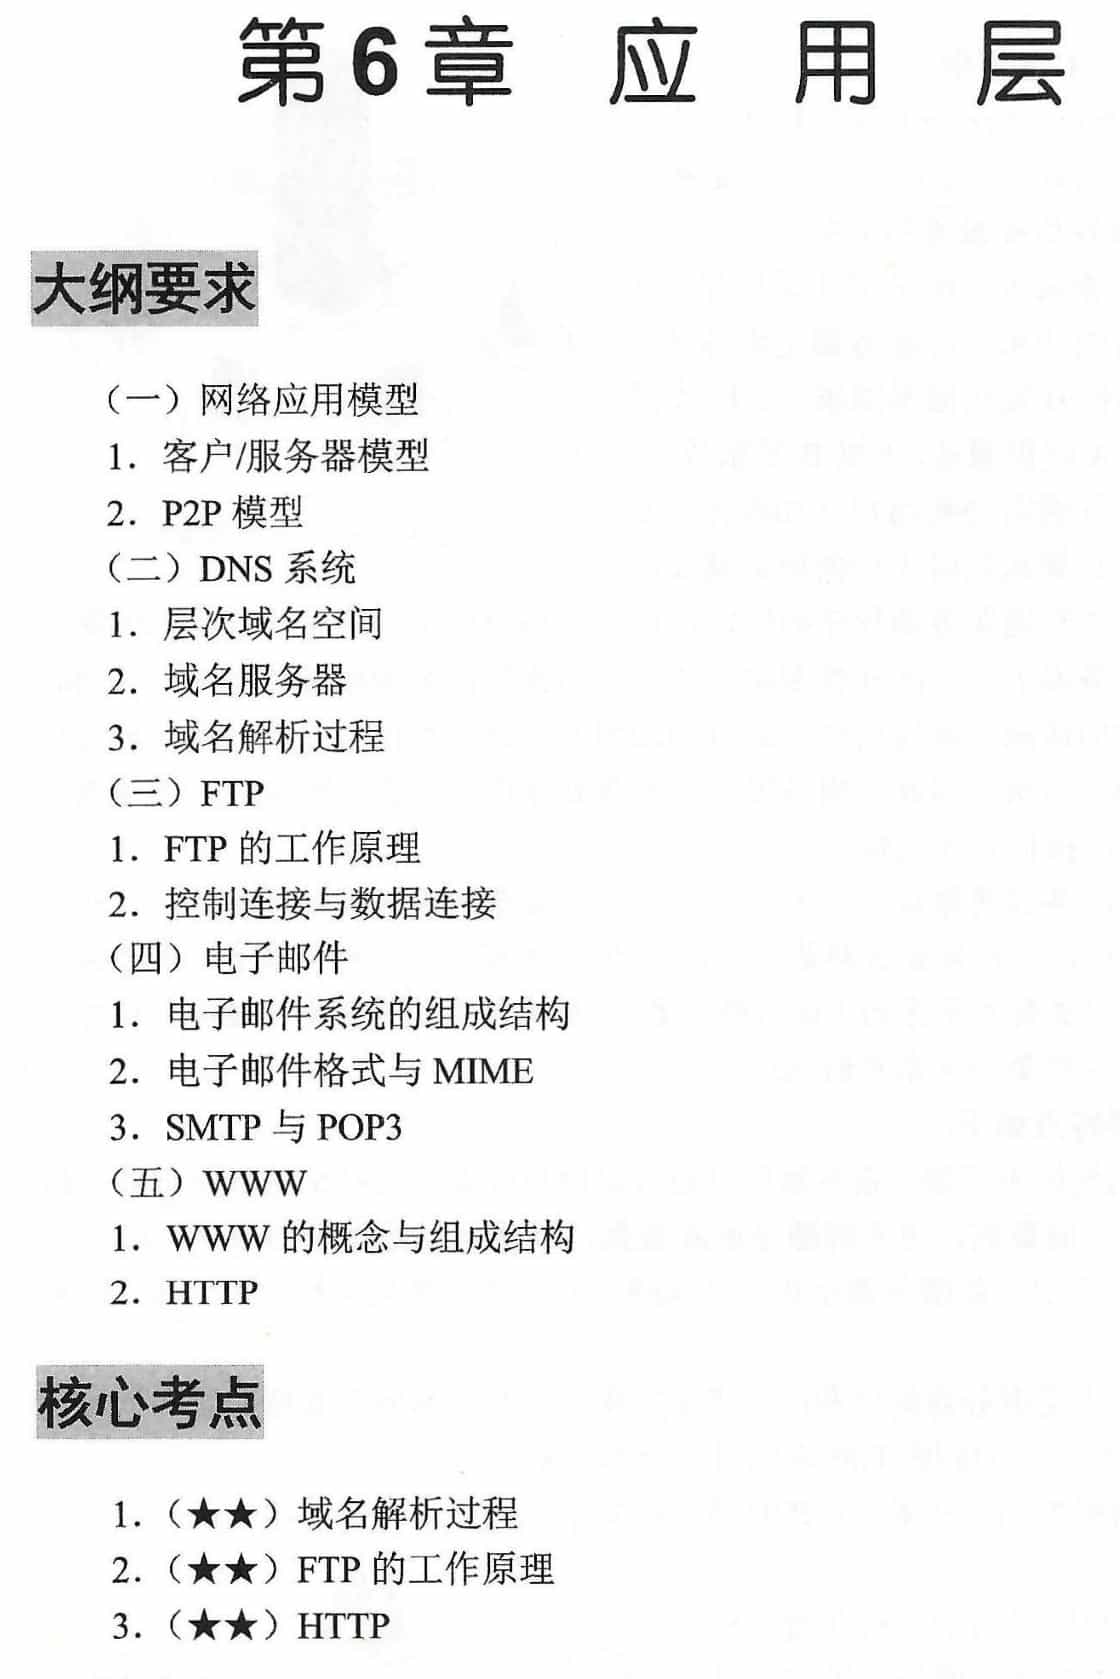 第6章 应用层
大纲要求
（一）网络应用模型
1. 客户/服务器模型
2. P2P 模型
（二）DNS 系统
1. 层次域名空间
2. 域名服务器
3. 域名解析过程
（三）FTP
1. FTP 的工作原理
2. 控制连接与数据连接
（四）电子邮件
1. 电子邮件系统的组成结构
2. 电子邮件格式与 MIME
3. SMTP 与 POP3
（五）WWW
1. WWW 的概念与组成结构
2. HTTP
核心考点
1.（★★）域名解析过程
2.（★★）FTP 的工作原理
3.（★★）HTTP